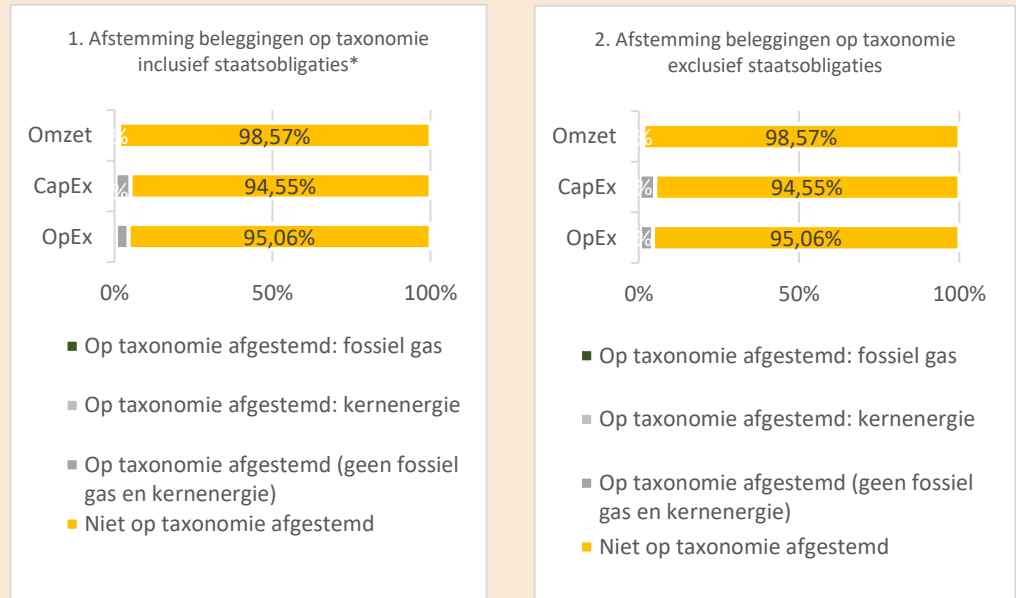 1. Afstemming beleggingen op taxonomie
inclusief staatsobligaties*
Omzet
%
98,57%
CapEx
%
94,55%
OpEx
95,06%
0%
50%
100%
■ Op taxonomie afgestemd: fossiel gas
■ Op taxonomie afgestemd: kernenergie
■ Op taxonomie afgestemd (geen fossiel
gas en kernenergie)
■ Niet op taxonomie afgestemd
2. Afstemming beleggingen op taxonomie
exclusief staatsobligaties
Omzet
%
98,57%
CapEx
%
94,55%
OpEx
%
95,06%
0%
50%
100%
■ Op taxonomie afgestemd: fossiel gas
■ Op taxonomie afgestemd: kernenergie
■ Op taxonomie afgestemd (geen fossiel
gas en kernenergie)
■ Niet op taxonomie afgestemd